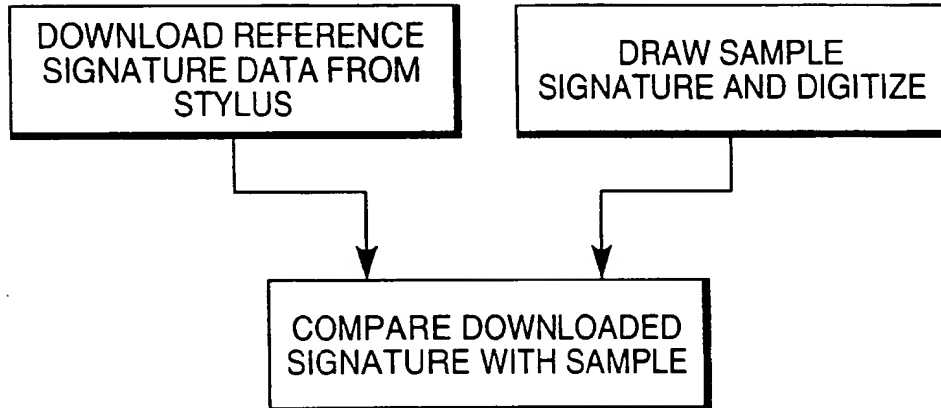 DOWNLOAD REFERENCE
SIGNATURE DATA FROM
STYLUS
DRAW SAMPLE
SIGNATURE AND DIGITIZE
COMPARE DOWNLOADED
SIGNATURE WITH SAMPLE